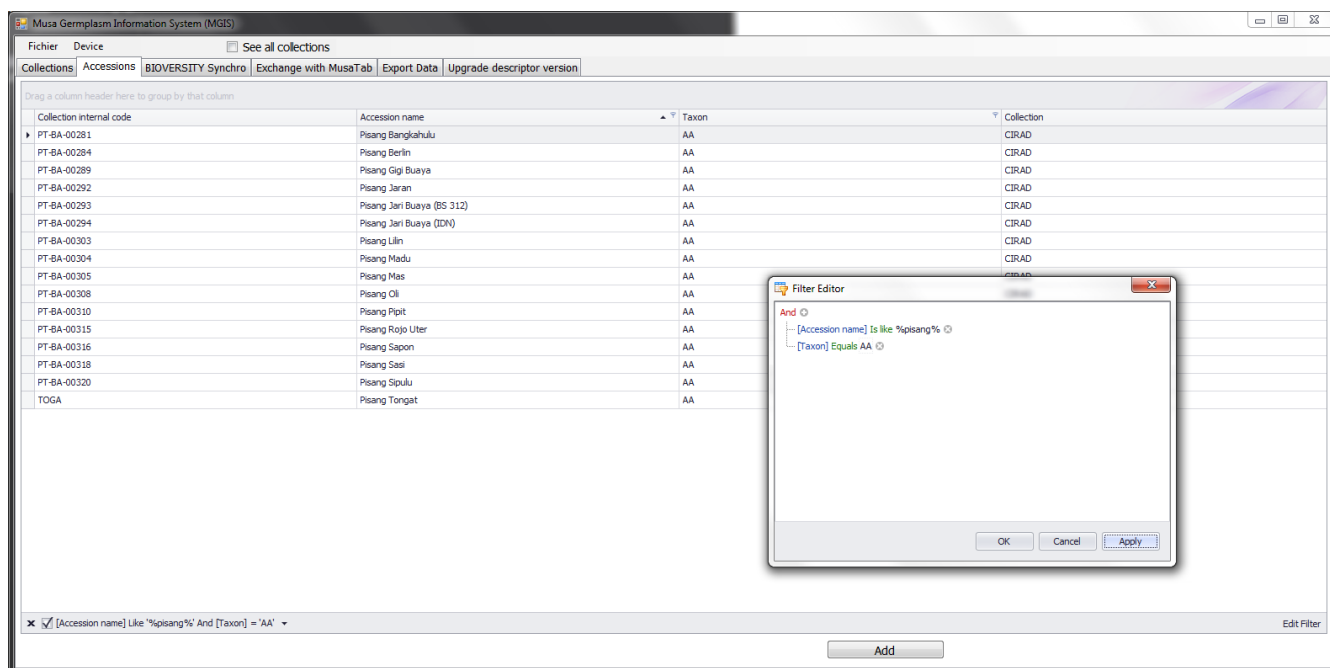 Musa Germplasm Information System (MGIS)
Fichier Device See all collections
Collections Accessions BIOVERSITY Synchro Exchange with MusaTab Export Data Upgrade descriptor version
Drag a column header here to group by that column
Collection internal code Accession name Taxon Collection
PT-BA-00281 Pisang Bangkahulu AA CIRAD
PT-BA-00284 Pisang Berlin AA CIRAD
PT-BA-00289 Pisang Gigi Buaya AA CIRAD
PT-BA-00292 Pisang Jaran AA CIRAD
PT-BA-00293 Pisang Jari Buaya (BS 312) AA CIRAD
PT-BA-00294 Pisang Jari Buaya (IDN) AA CIRAD
PT-BA-00303 Pisang Lilin AA CIRAD
PT-BA-00304 Pisang Madu AA CIRAD
PT-BA-00305 Pisang Mas AA CIRAD
PT-BA-00308 Pisang Oli AA
PT-BA-00310 Pisang Pipit AA
PT-BA-00315 Pisang Rojo Uter AA
PT-BA-00316 Pisang Sapon AA
PT-BA-00318 Pisang Sasi AA
PT-BA-00320 Pisang Sipulu AA
TOGA Pisang Tongat AA
Filter Editor
And
[Accession name] Is like %pisang%
[Taxon] Equals AA
OK Cancel Apply
[Accession name] Like '%pisang%' And [Taxon] = 'AA' Edit Filter
Add